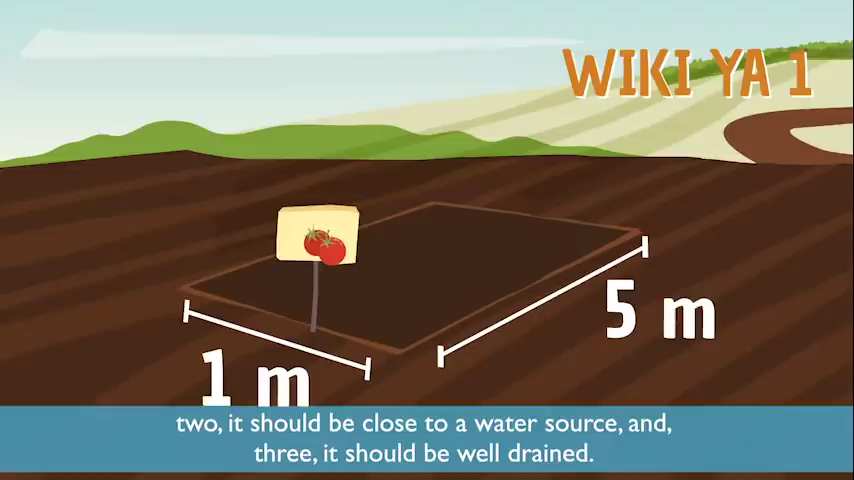 WIKI YA 1
5 m
1 m
two, it should be close to a water source, and,
three, it should be well drained.